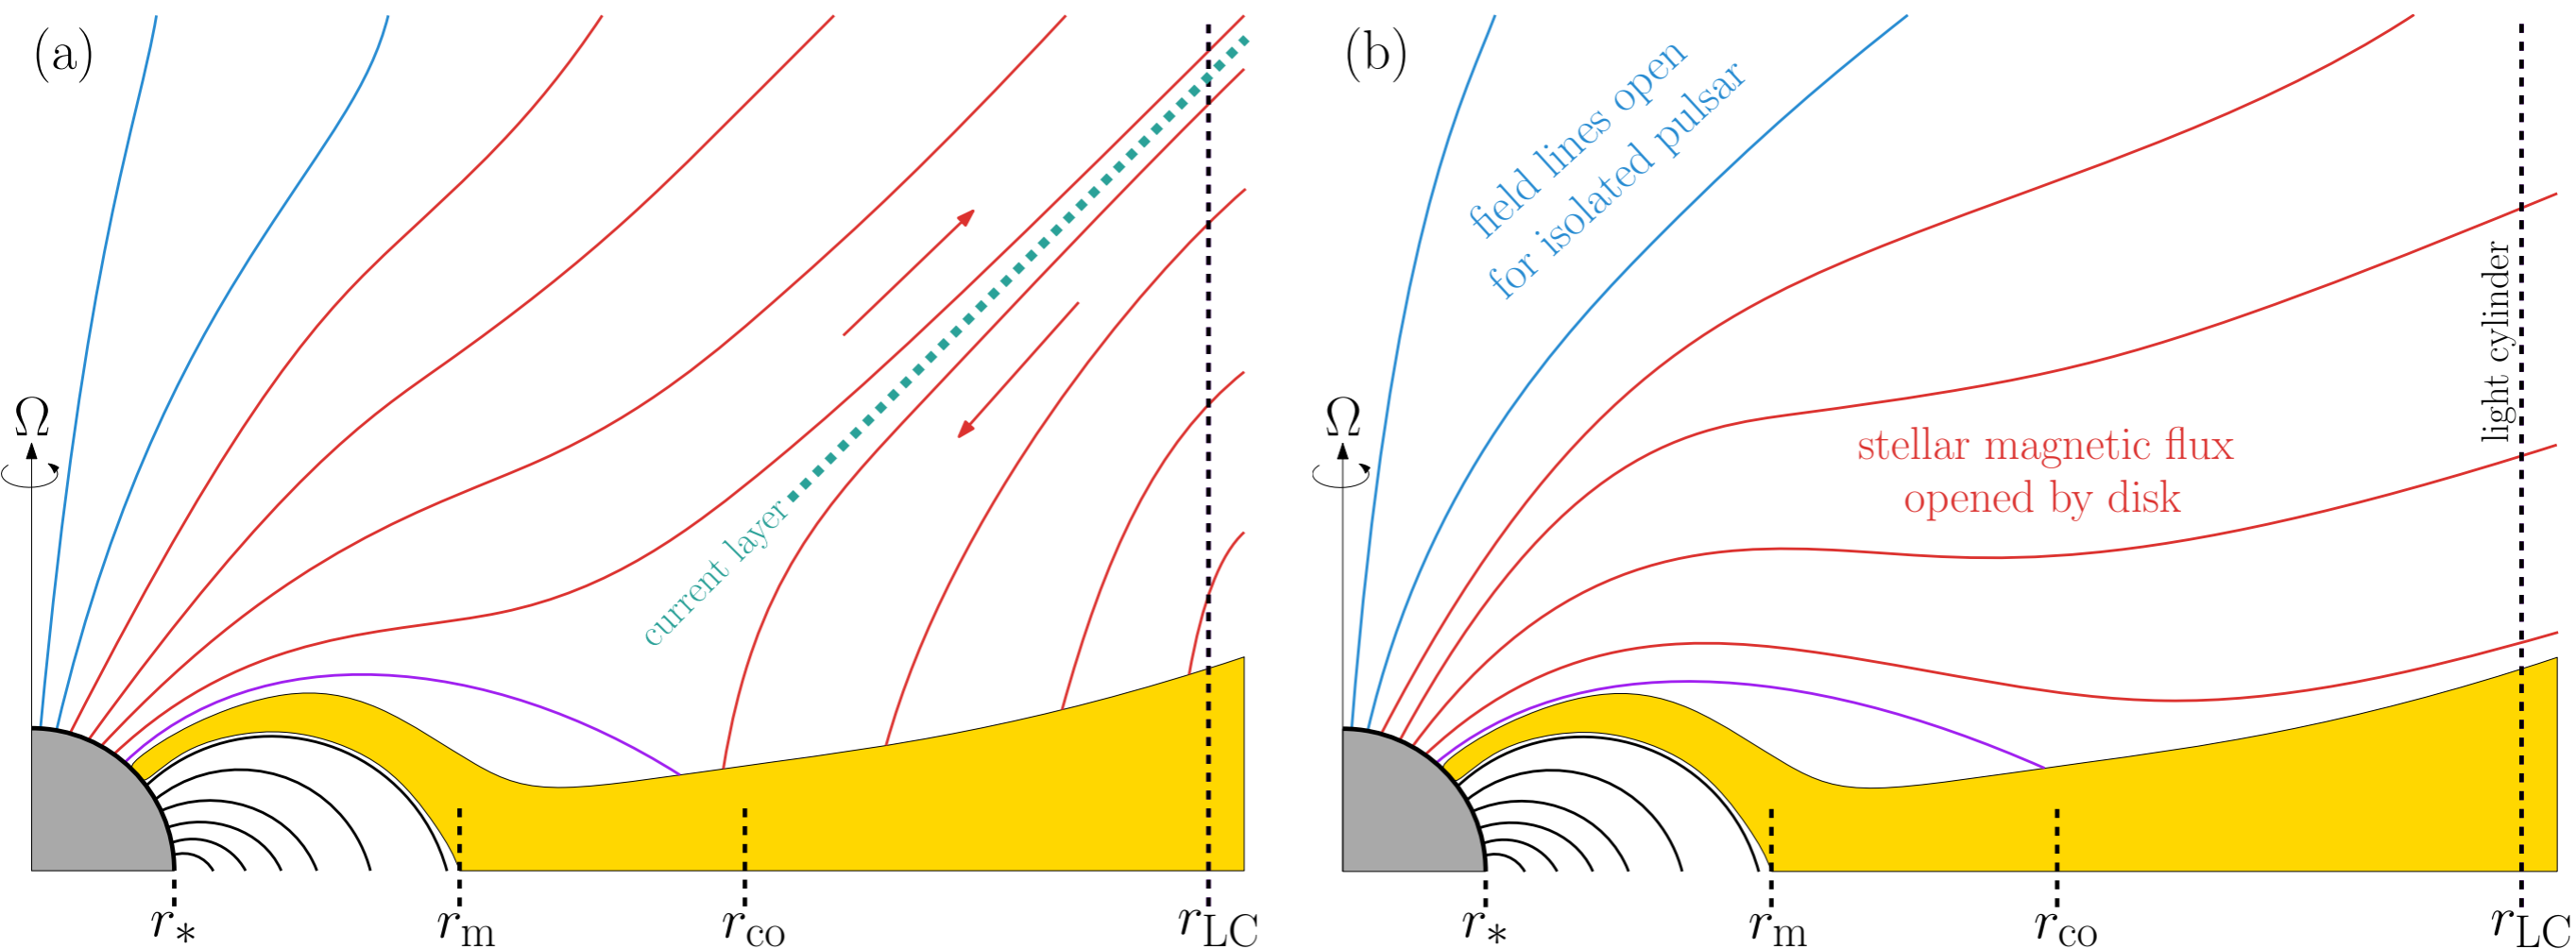 (a)
Ω
current layer
r*
rm
rco
rLC
(b)
field lines open
for isolated pulsar
light cylinder
Ω
stellar magnetic flux
opened by disk
r*
rm
rco
rLC